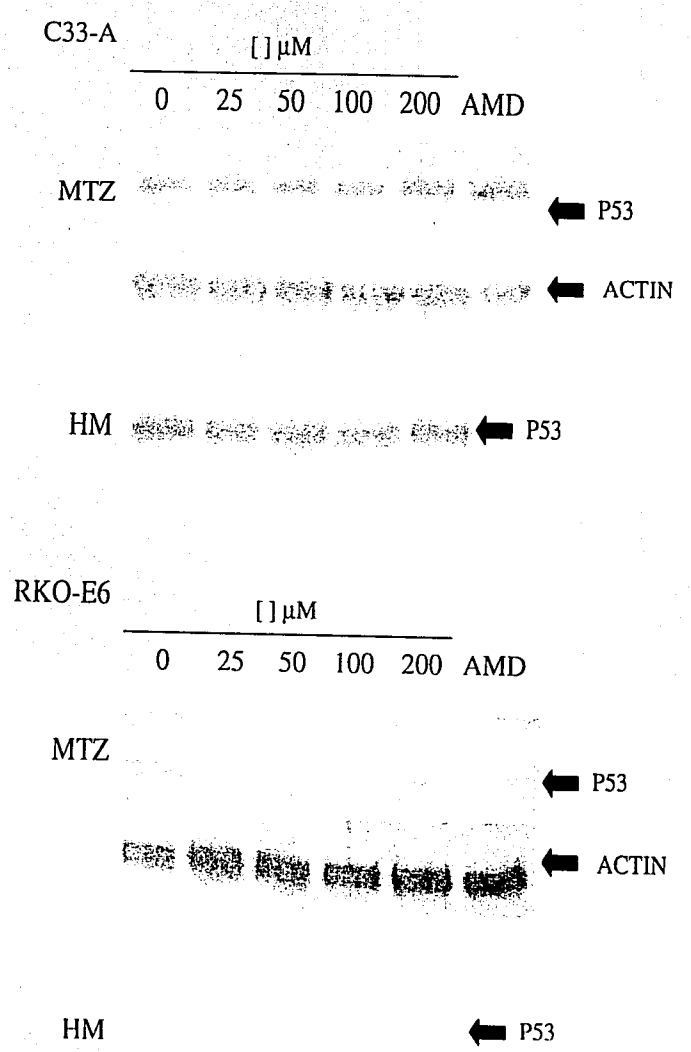 C33-A
[ ] µM
0 25 50 100 200 AMD
MTZ
P53
ACTIN
HM
P53
RKO-E6
[ ] µM
0 25 50 100 200 AMD
MTZ
P53
ACTIN
HM
P53